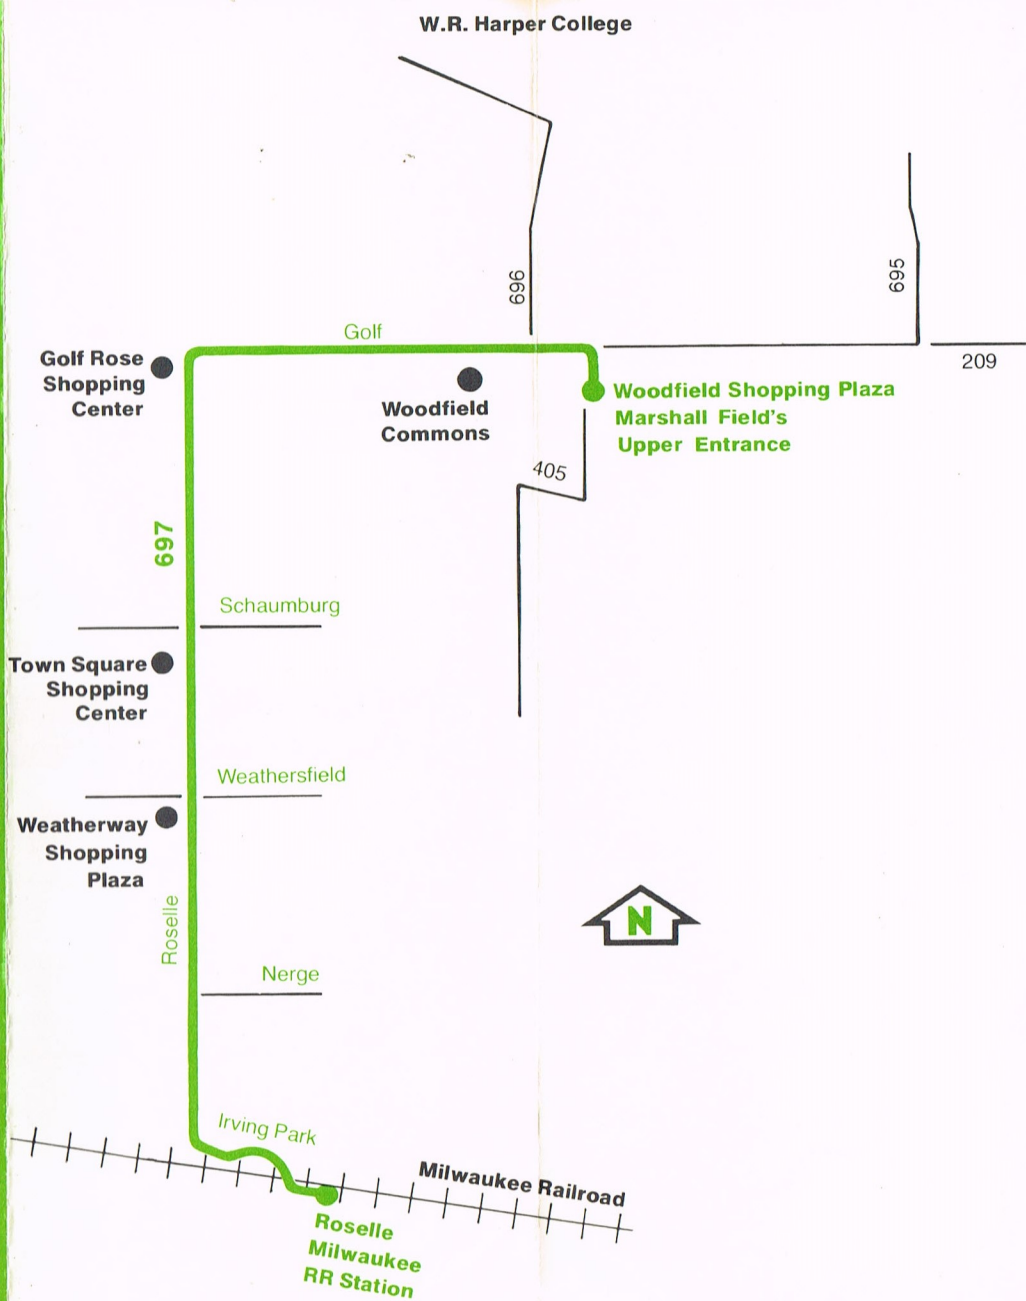 W.R. Harper College
696
695
Golf
209
Golf Rose
Shopping
Center
Woodfield
Commons
Woodfield Shopping Plaza
Marshall Field's
Upper Entrance
405
697
Schaumburg
Town Square
Shopping
Center
Weathersfield
Weatherway
Shopping
Plaza
Roselle
N
Nerge
Irving Park
Milwaukee Railroad
Roselle
Milwaukee
RR Station